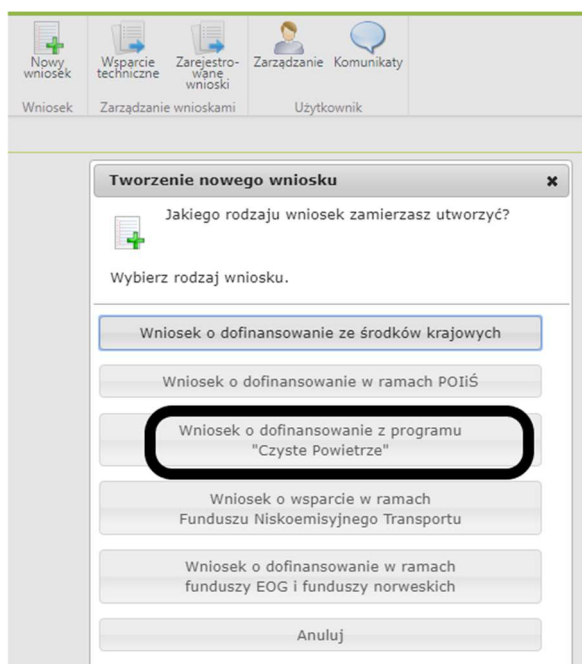 Nowy
wniosek
Wsparcie
techniczne
Zarejestro-
wane
wnioski
Zarządzanie
Komunikaty
Wniosek
Zarządzanie wnioskami
Użytkownik
Tworzenie nowego wniosku
Jakiego rodzaju wniosek zamierzasz utworzyć?
Wybierz rodzaj wniosku.
Wniosek o dofinansowanie ze środków krajowych
Wniosek o dofinansowanie w ramach POIiŚ
Wniosek o dofinansowanie z programu
"Czyste Powietrze"
Wniosek o wsparcie w ramach
Funduszu Niskoemisyjnego Transportu
Wniosek o dofinansowanie w ramach
funduszy EOG i funduszy norweskich
Anuluj